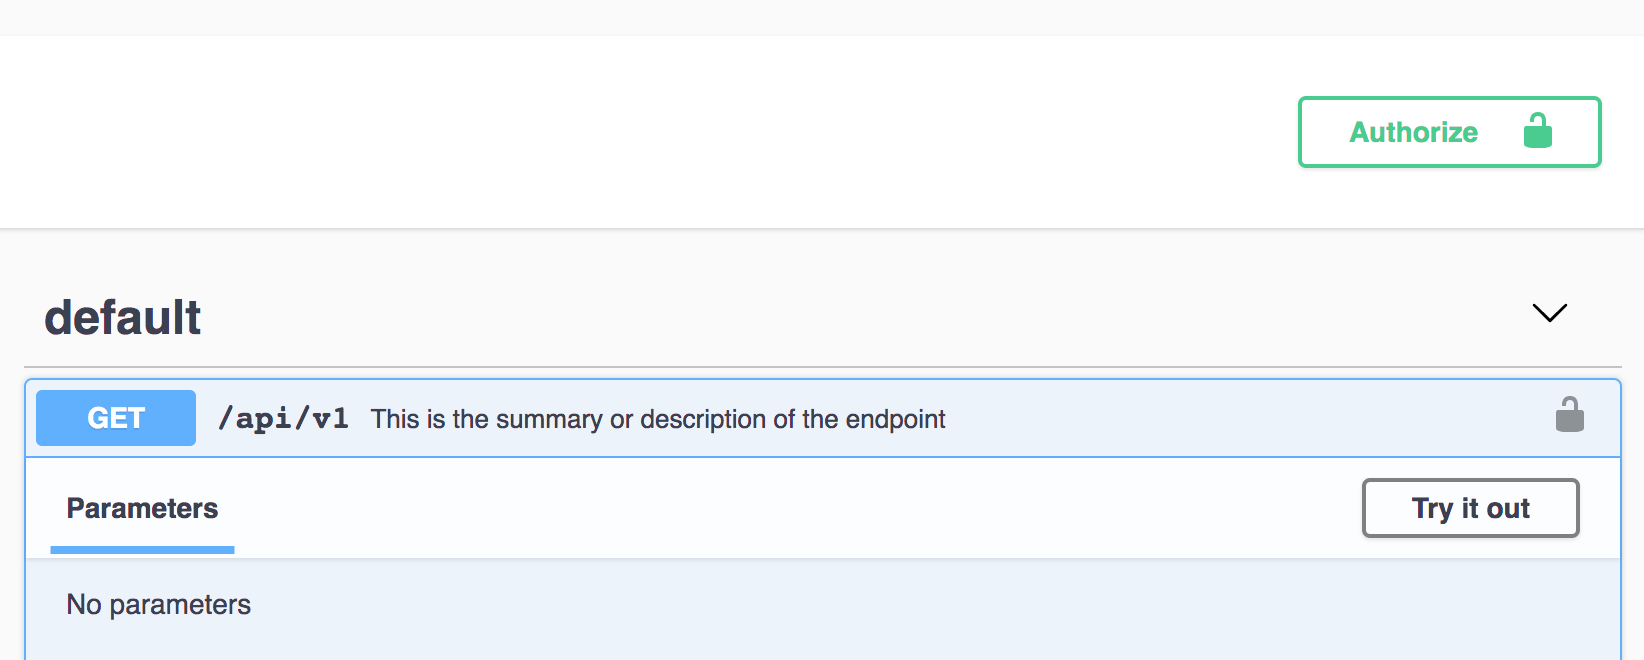 Authorize
default
GET /api/v1 This is the summary or description of the endpoint
Parameters Try it out
No parameters